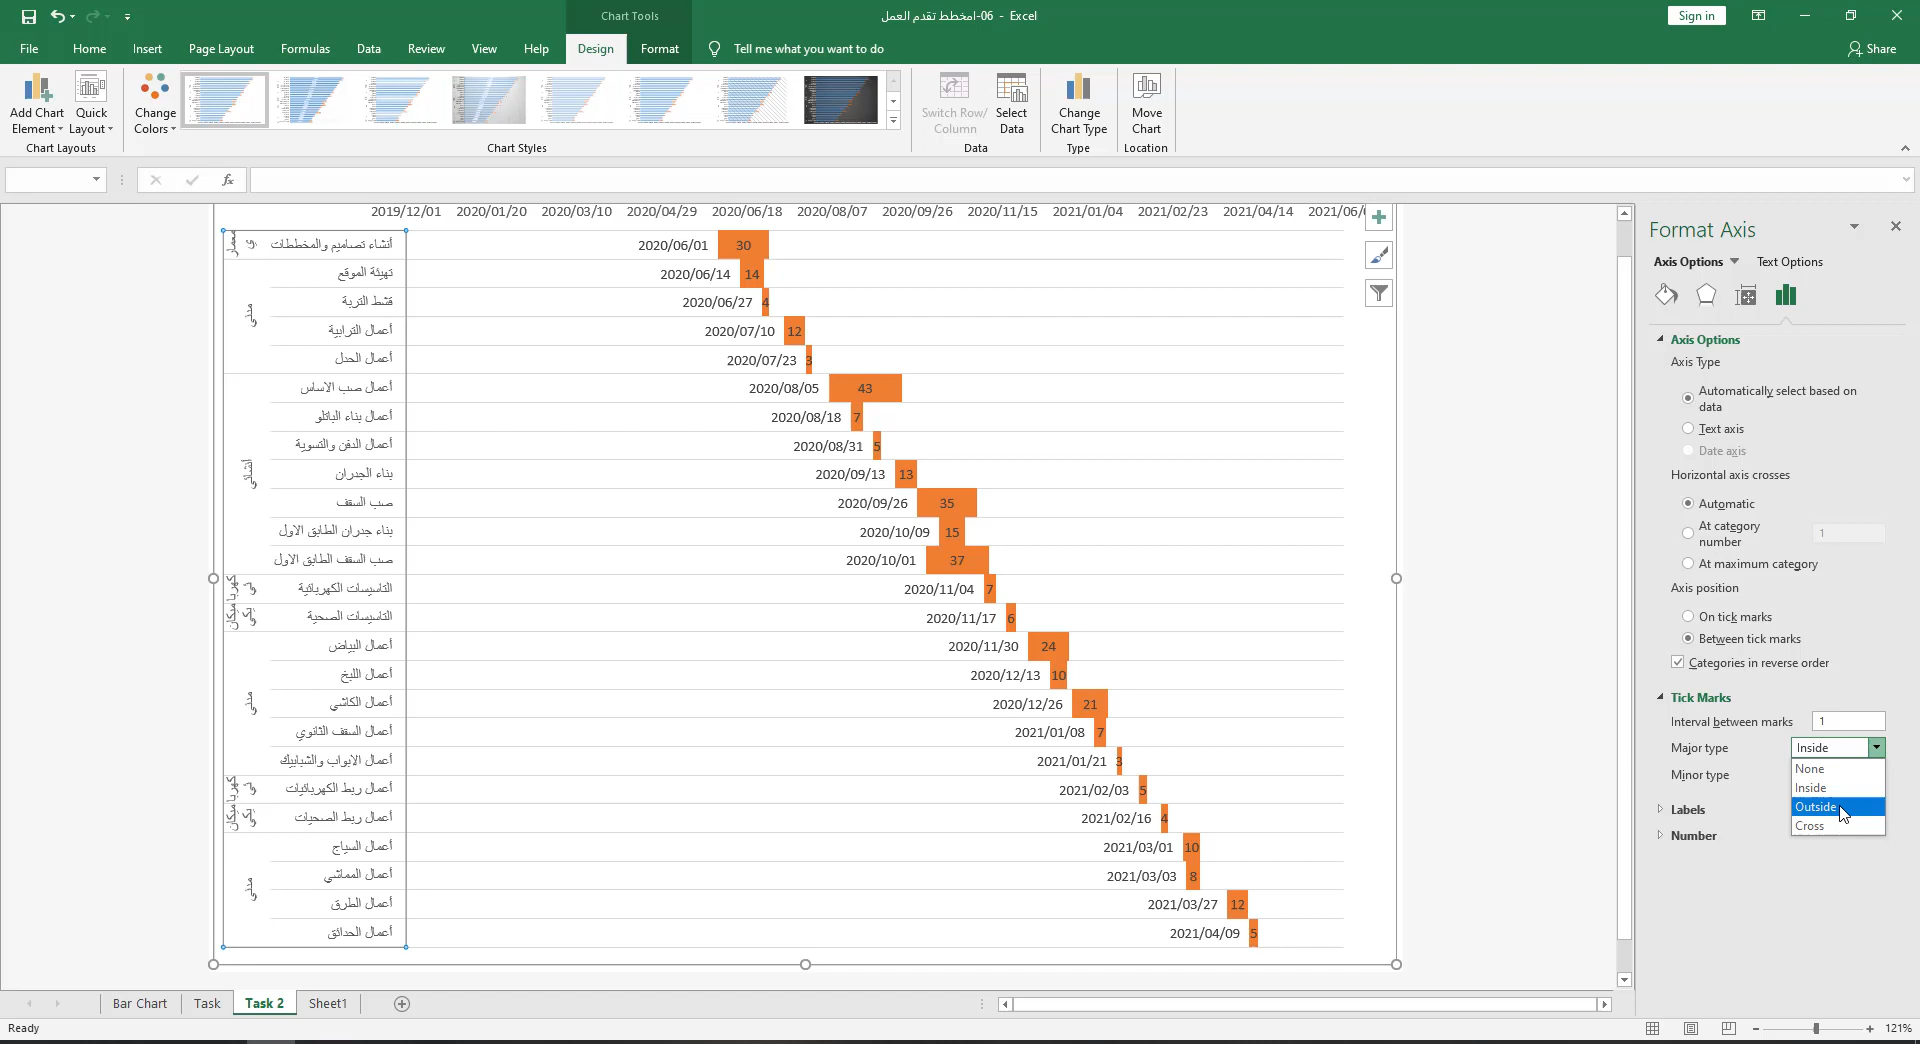 Chart Tools
06-امخطط تقدم العمل - Excel
Sign in
File Home Insert Page Layout Formulas Data Review View Help Design Format Tell me what you want to do Share
Add Chart Element
Quick Layout
Change Colors
Switch Row/ Column
Select Data
Change Chart Type
Move Chart
Chart Layouts
Chart Styles
Data
Type
Location
fx
2019/12/01 2020/01/20 2020/03/10 2020/04/29 2020/06/18 2020/08/07 2020/09/26 2020/11/15 2021/01/04 2021/02/23 2021/04/14 2021/06/
معماري
أنشاء تصاميم والمخططات 2020/06/01 30
مدني
تهيئة الموقع 2020/06/14 14
قشط التربة 2020/06/27 4
أعمال الترابية 2020/07/10 12
أعمال الحدل 2020/07/23 3
أنشائي
أعمال صب الاساس 2020/08/05 43
أعمال بناء الباتلو 2020/08/18 7
أعمال الدفن والتسوية 2020/08/31 5
بناء الجدران 2020/09/13 13
صب السقف 2020/09/26 35
بناء جدران الطابق الاول 2020/10/09 15
صب السقف الطابق الاول 2020/10/01 37
كهربائي
التاسيسات الكهربائية 2020/11/04 7
ميكانيكي
التاسيسات الصحية 2020/11/17 6
مدني
أعمال البياض 2020/11/30 24
أعمال اللبخ 2020/12/13 10
أعمال الكاشي 2020/12/26 21
أعمال السقف الثانوي 2021/01/08 7
أعمال الابواب والشبابيك 2021/01/21 3
كهربائي
أعمال ربط الكهربائيات 2021/02/03 5
ميكانيكي
أعمال ربط الصحيات 2021/02/16 4
مدني
أعمال السياج 2021/03/01 10
أعمال المماشي 2021/03/03 8
أعمال الطرق 2021/03/27 12
أعمال الحدائق 2021/04/09 5
Format Axis
Axis Options Text Options
Axis Options
Axis Type
Automatically select based on
data
Text axis
Date axis
Horizontal axis crosses
Automatic
At category
number 1
At maximum category
Axis position
On tick marks
Between tick marks
Categories in reverse order
Tick Marks
Interval between marks 1
Major type Inside
None
Minor type
Inside
Outside
Cross
Labels
Number
Bar Chart Task Task 2 Sheet1
Ready
121%